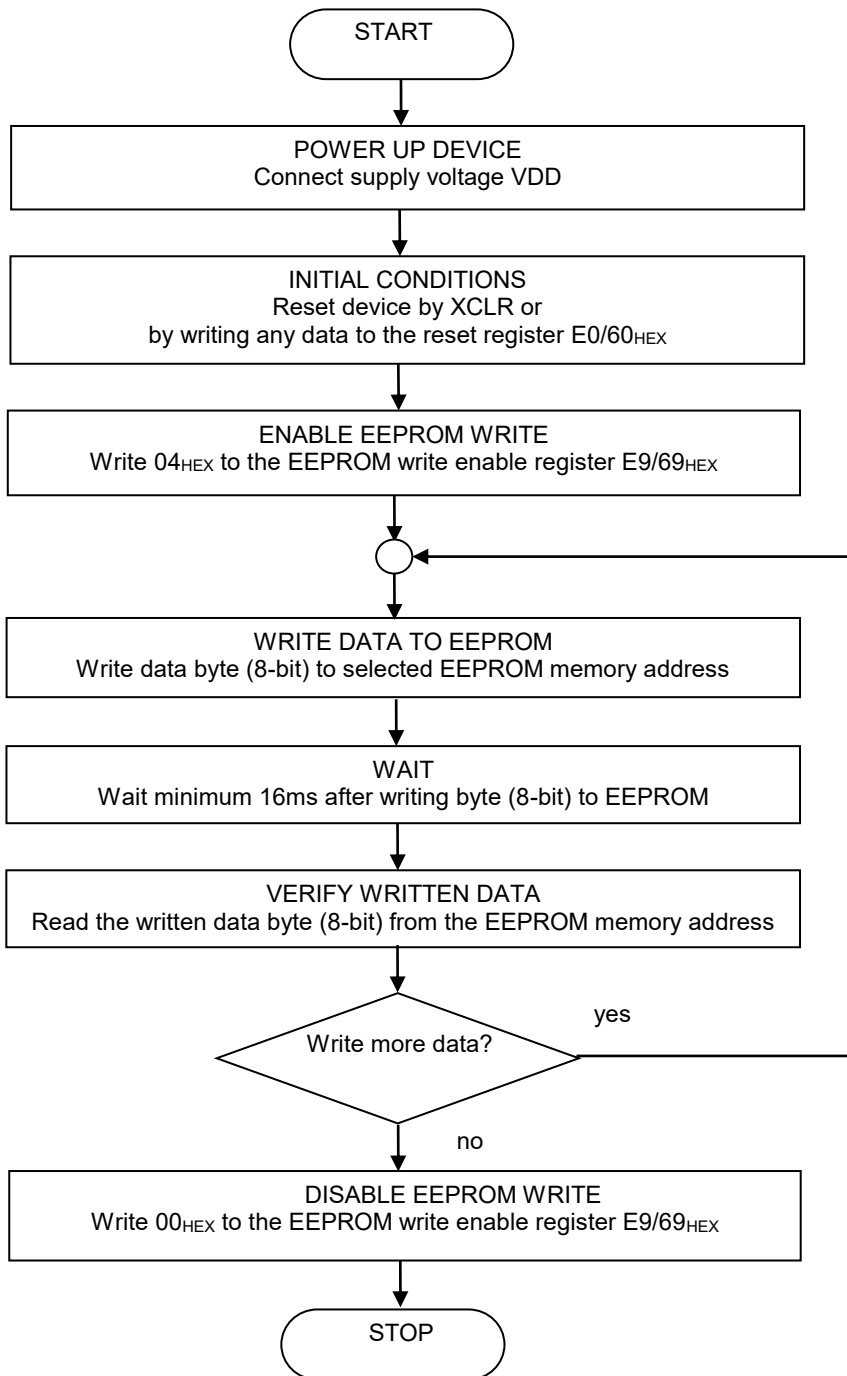 START
POWER UP DEVICE
Connect supply voltage VDD
INITIAL CONDITIONS
Reset device by XCLR or
by writing any data to the reset register E0/60HEX
ENABLE EEPROM WRITE
Write 04HEX to the EEPROM write enable register E9/69HEX
WRITE DATA TO EEPROM
Write data byte (8-bit) to selected EEPROM memory address
WAIT
Wait minimum 16ms after writing byte (8-bit) to EEPROM
VERIFY WRITTEN DATA
Read the written data byte (8-bit) from the EEPROM memory address
yes
Write more data?
no
DISABLE EEPROM WRITE
Write 00HEX to the EEPROM write enable register E9/69HEX
STOP